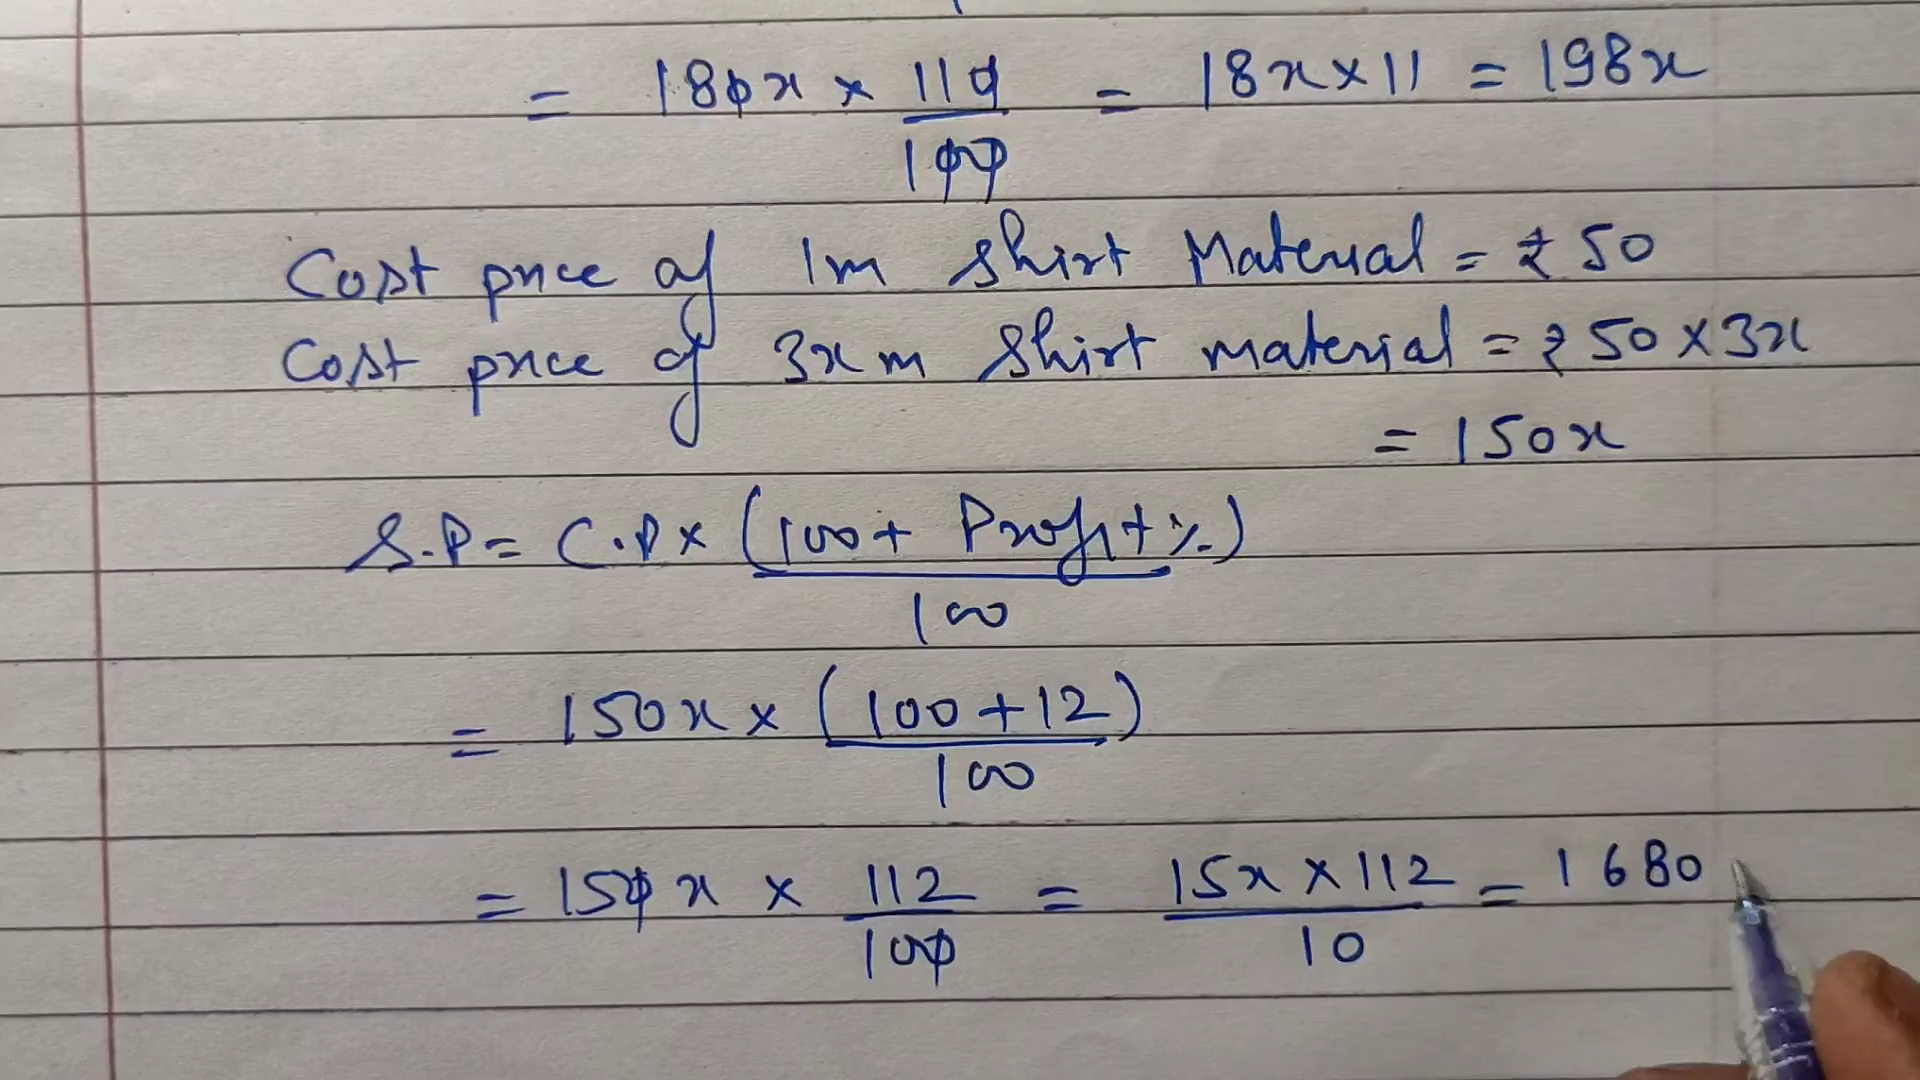 = 180x × 110/100 = 18x×11 = 198x
Cost price of 1m shirt Material = ₹ 50
Cost price of 3x m shirt material = ₹ 50 × 3x
= 150x
S.P = C.P × (100 + Profit %)/100
= 150x × (100 + 12)/100
= 150x × 112/100 = 15x × 112/10 = 1680